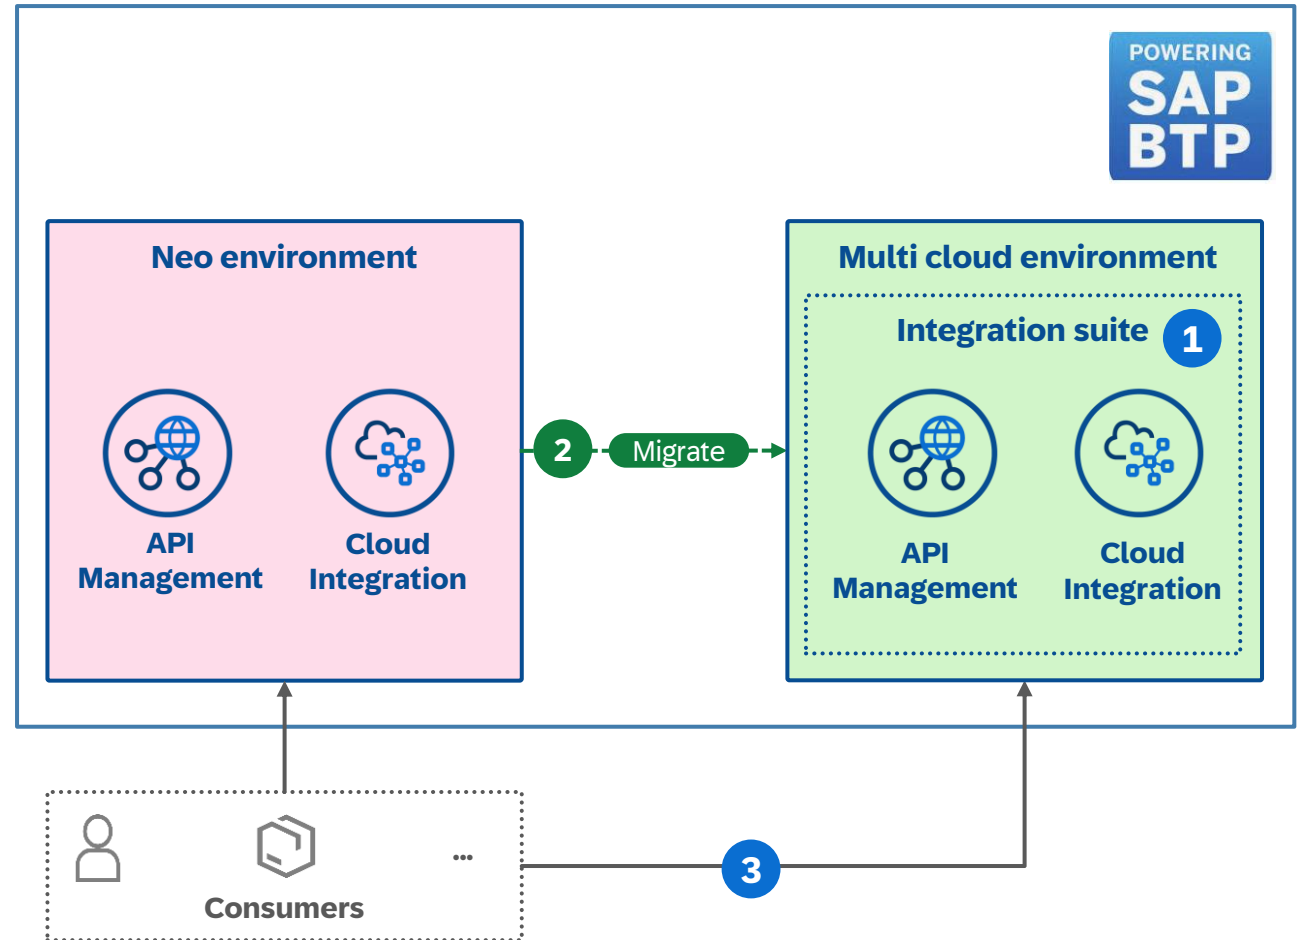 POWERING
SAP
BTP
Neo environment
Multi cloud environment
Integration suite
1
API
Management
Cloud
Integration
2
Migrate
API
Management
Cloud
Integration
...
3
Consumers